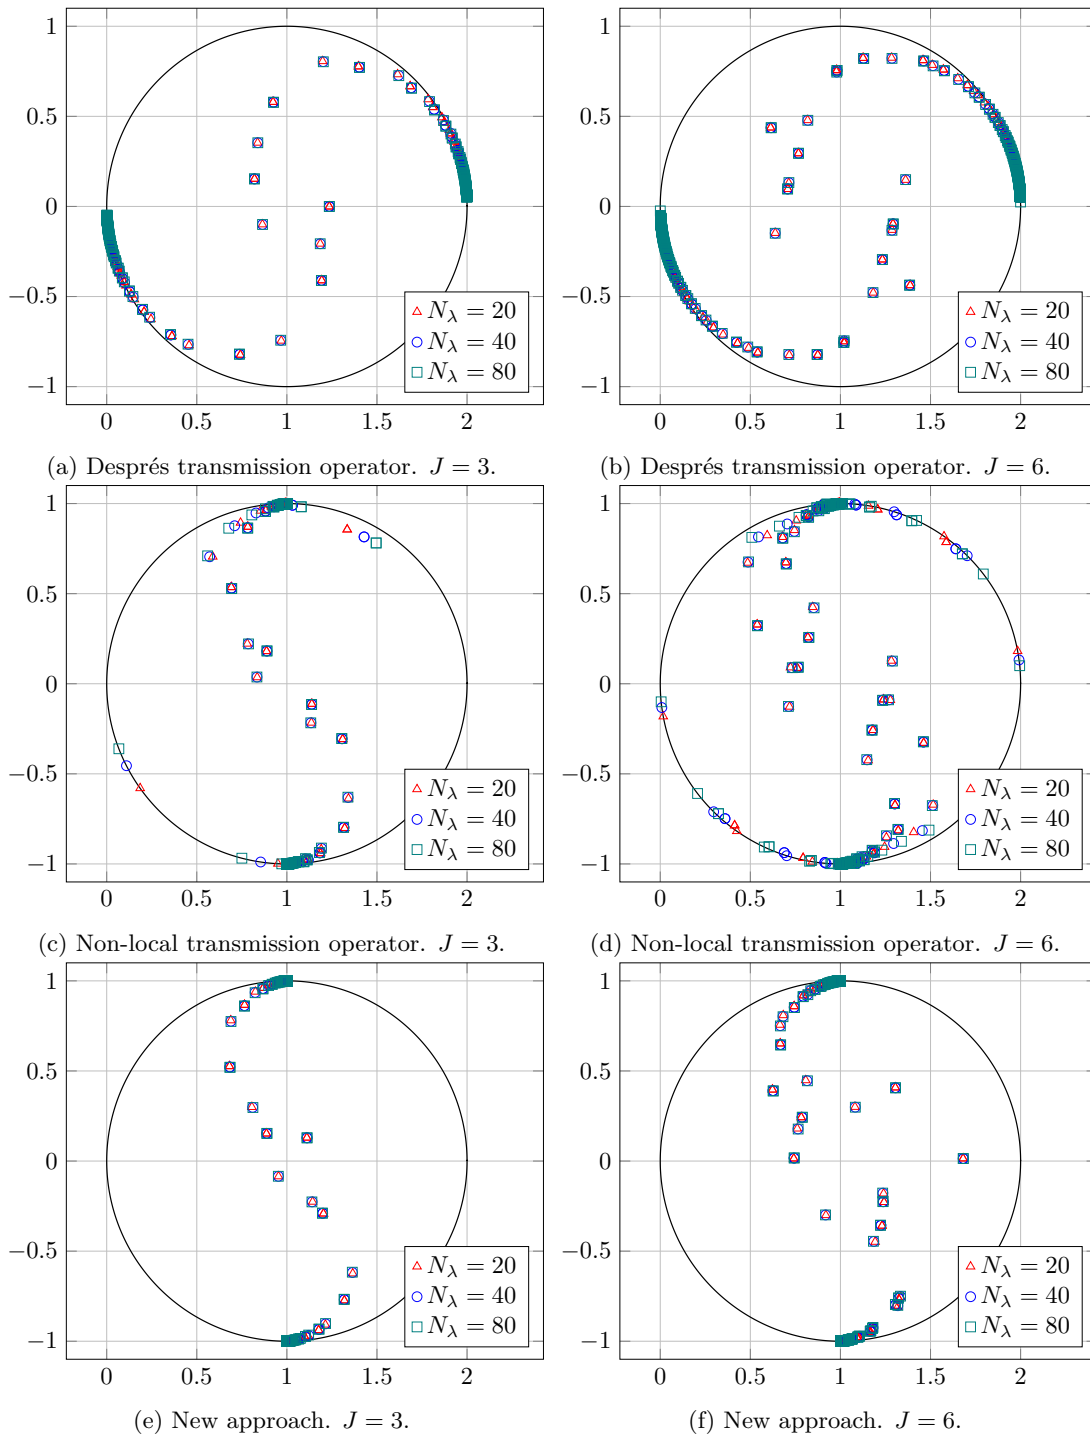 1
0.5
0
−0.5
−1
0 0.5 1 1.5 2
N_λ = 20
N_λ = 40
N_λ = 80
(a) Després transmission operator. J = 3.
0 0.5 1 1.5 2
1
0.5
0
−0.5
−1
N_λ = 20
N_λ = 40
N_λ = 80
(b) Després transmission operator. J = 6.
1
0.5
0
−0.5
−1
0 0.5 1 1.5 2
N_λ = 20
N_λ = 40
N_λ = 80
(c) Non-local transmission operator. J = 3.
1
0.5
0
−0.5
−1
0 0.5 1 1.5 2
N_λ = 20
N_λ = 40
N_λ = 80
(d) Non-local transmission operator. J = 6.
1
0.5
0
−0.5
−1
0 0.5 1 1.5 2
N_λ = 20
N_λ = 40
N_λ = 80
(e) New approach. J = 3.
1
0.5
0
−0.5
−1
0 0.5 1 1.5 2
N_λ = 20
N_λ = 40
N_λ = 80
(f) New approach. J = 6.